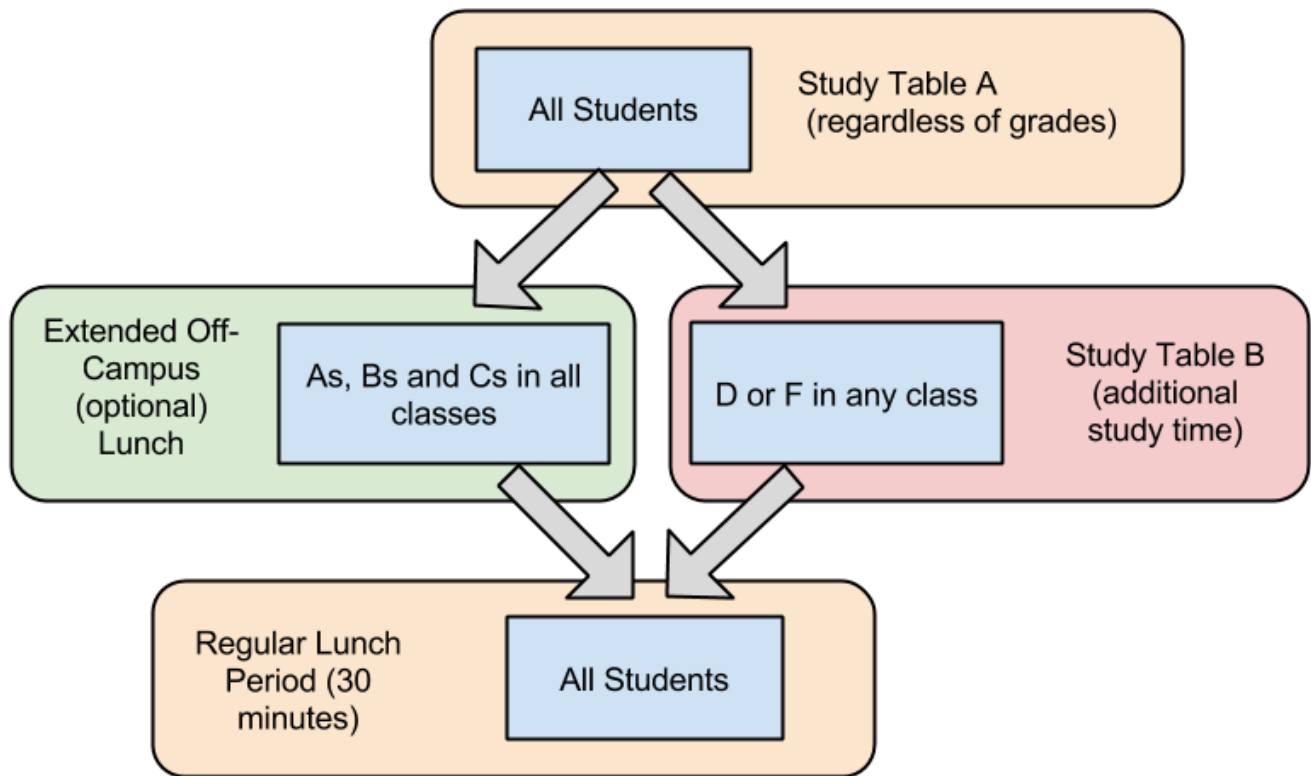 All Students
Study Table A
(regardless of grades)
Extended Off-
Campus
(optional)
Lunch
As, Bs and Cs in all
classes
D or F in any class
Study Table B
(additional
study time)
Regular Lunch
Period (30
minutes)
All Students